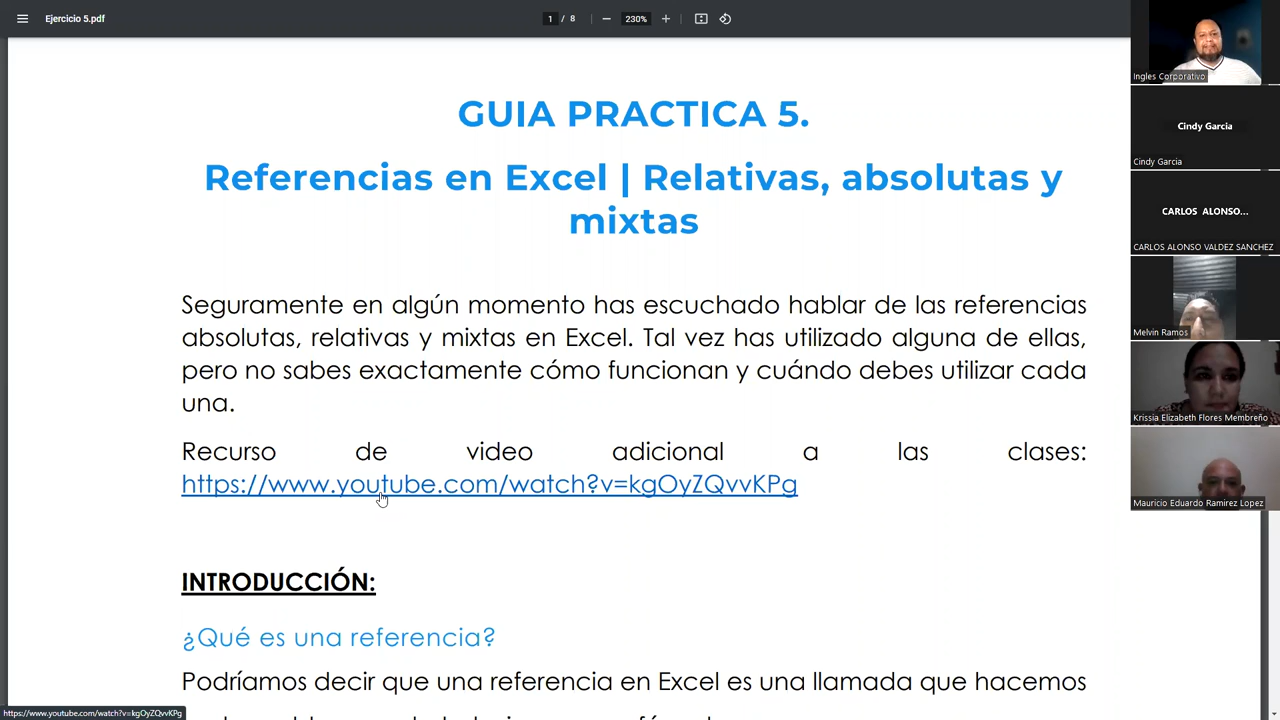 Ejercicio 5.pdf
1 / 8
230%
GUIA PRACTICA 5.
Referencias en Excel | Relativas, absolutas y
mixtas
Seguramente en algún momento has escuchado hablar de las referencias
absolutas, relativas y mixtas en Excel. Tal vez has utilizado alguna de ellas,
pero no sabes exactamente cómo funcionan y cuándo debes utilizar cada
una.
Recurso de video adicional a las clases:
https://www.youtube.com/watch?v=kgOyZQvvKPg
INTRODUCCIÓN:
¿Qué es una referencia?
Podríamos decir que una referencia en Excel es una llamada que hacemos
https://www.youtube.com/watch?v=kgOyZQvvKPg
Ingles Corporativo
Cindy Garcia
Cindy Garcia
CARLOS ALONSO...
CARLOS ALONSO VALDEZ SANCHEZ
Melvin Ramos
Krissia Elizabeth Flores Membreño
Mauricio Eduardo Ramirez Lopez